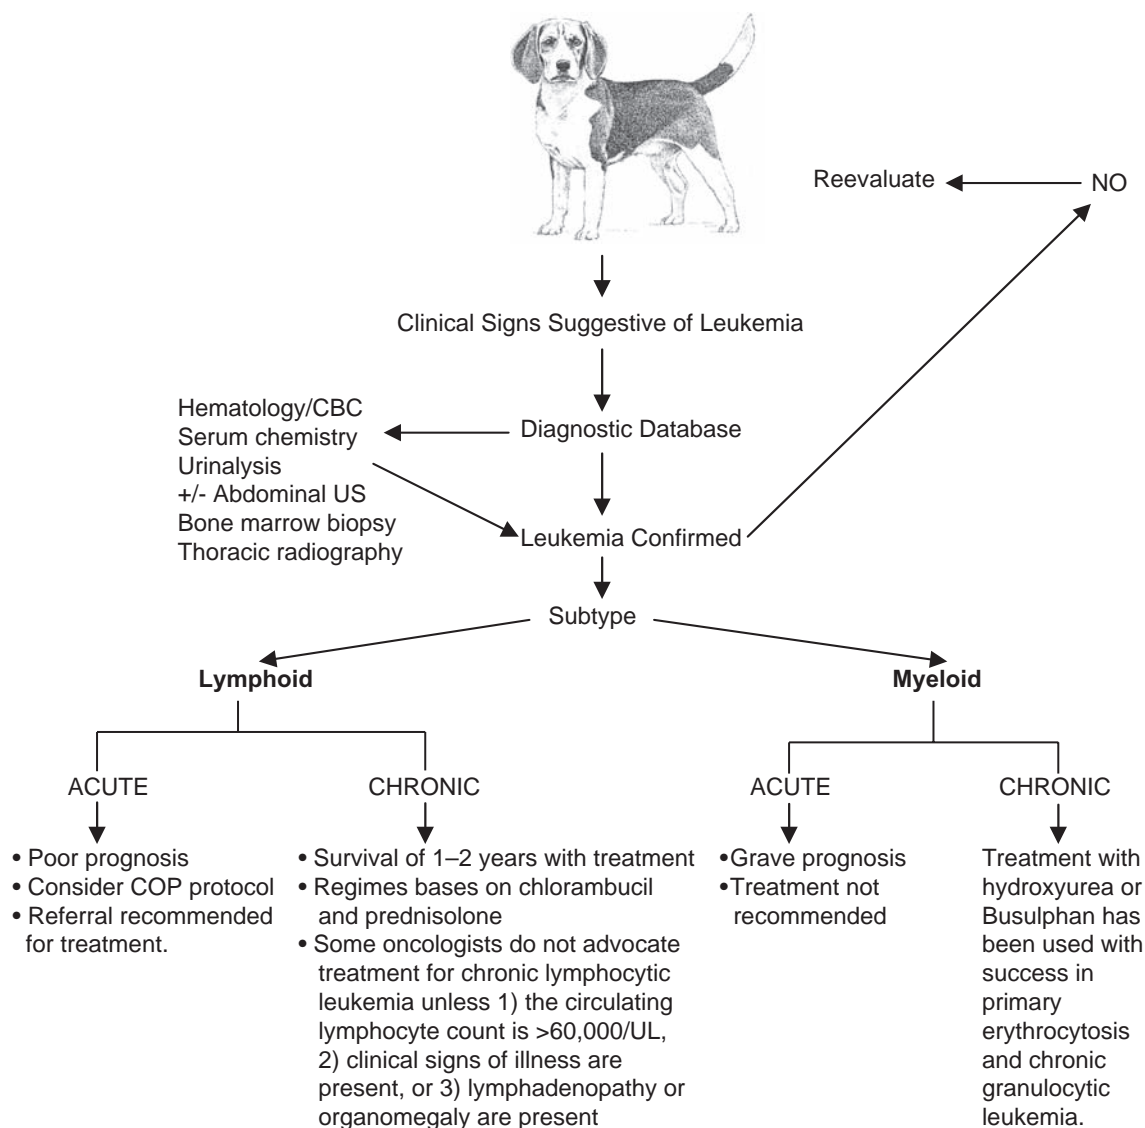 Reevaluate
NO
Clinical Signs Suggestive of Leukemia
Diagnostic Database
Hematology/CBC
Serum chemistry
Urinalysis
+/- Abdominal US
Bone marrow biopsy
Thoracic radiography
Leukemia Confirmed
Subtype
Lymphoid
Myeloid
ACUTE
• Poor prognosis
• Consider COP protocol
• Referral recommended
for treatment.
CHRONIC
• Survival of 1–2 years with treatment
• Regimes bases on chlorambucil
and prednisolone
• Some oncologists do not advocate
treatment for chronic lymphocytic
leukemia unless 1) the circulating
lymphocyte count is >60,000/UL,
2) clinical signs of illness are
present, or 3) lymphadenopathy or
organomegaly are present
ACUTE
•Grave prognosis
•Treatment not
recommended
CHRONIC
Treatment with
hydroxyurea or
Busulphan has
been used with
success in
primary
erythrocytosis
and chronic
granulocytic
leukemia.